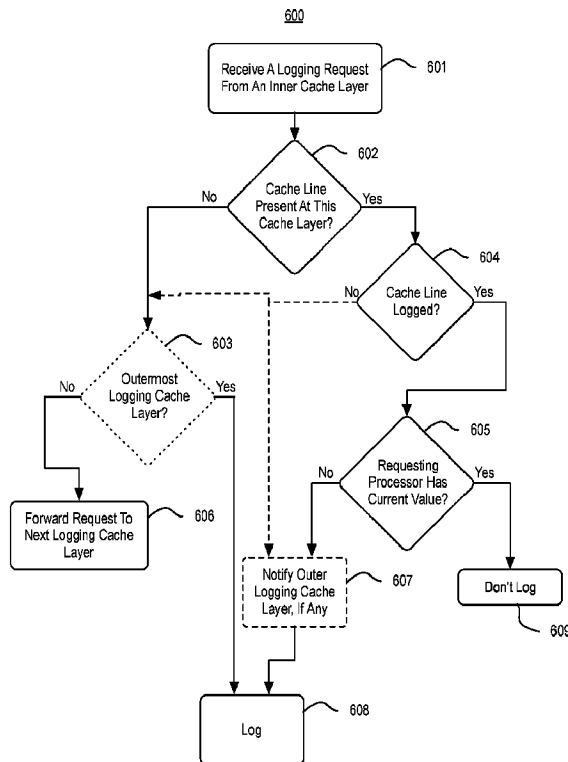 600
Receive A Logging Request
From An Inner Cache Layer
601
602
Cache Line
Present At This
Cache Layer?
No
Yes
604
Cache Line
Logged?
No
Yes
603
Outermost
Logging Cache
Layer?
No
Yes
605
Requesting
Processor Has
Current Value?
No
Yes
Forward Request To
Next Logging Cache
Layer
606
Notify Outer
Logging Cache
Layer, If Any
607
Don't Log
609
Log
608